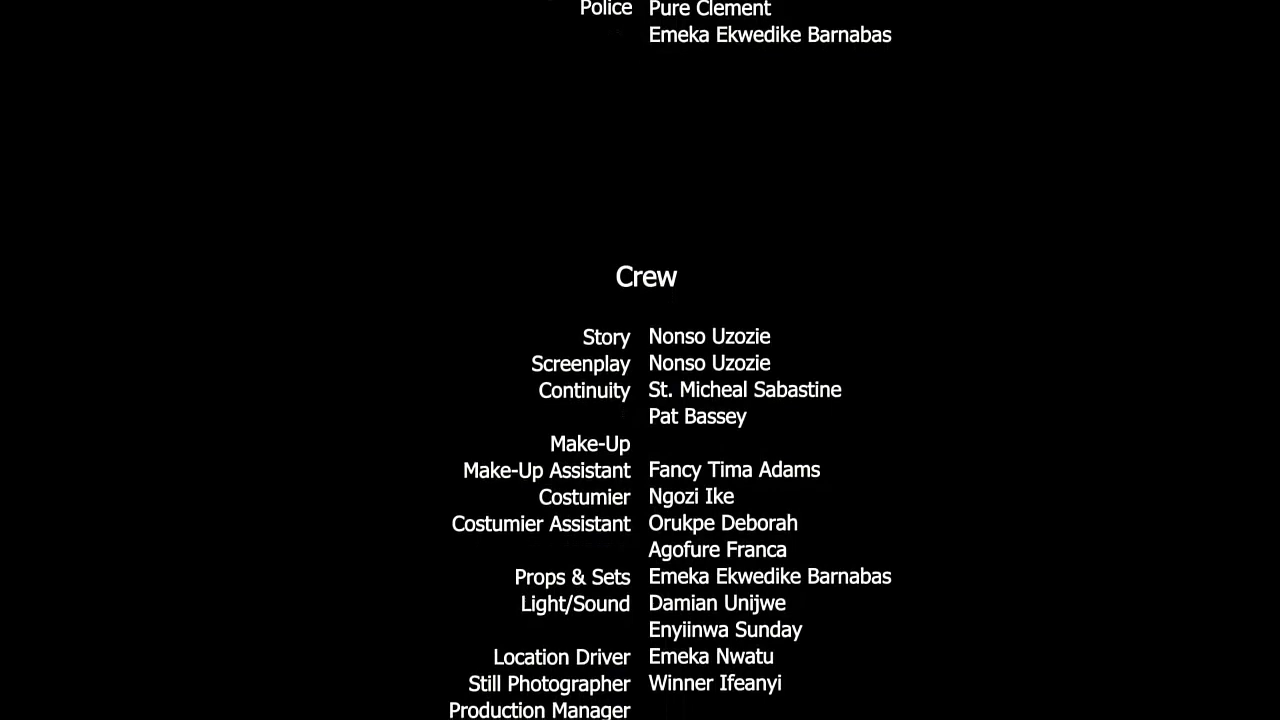 Police Pure Clement
Emeka Ekwedike Barnabas
Crew
Story Nonso Uzozie
Screenplay Nonso Uzozie
Continuity St. Micheal Sabastine
Pat Bassey
Make-Up
Make-Up Assistant Fancy Tima Adams
Costumier Ngozi Ike
Costumier Assistant Orukpe Deborah
Agofure Franca
Props & Sets Emeka Ekwedike Barnabas
Light/Sound Damian Unijwe
Enyiinwa Sunday
Location Driver Emeka Nwatu
Still Photographer Winner Ifeanyi
Production Manager